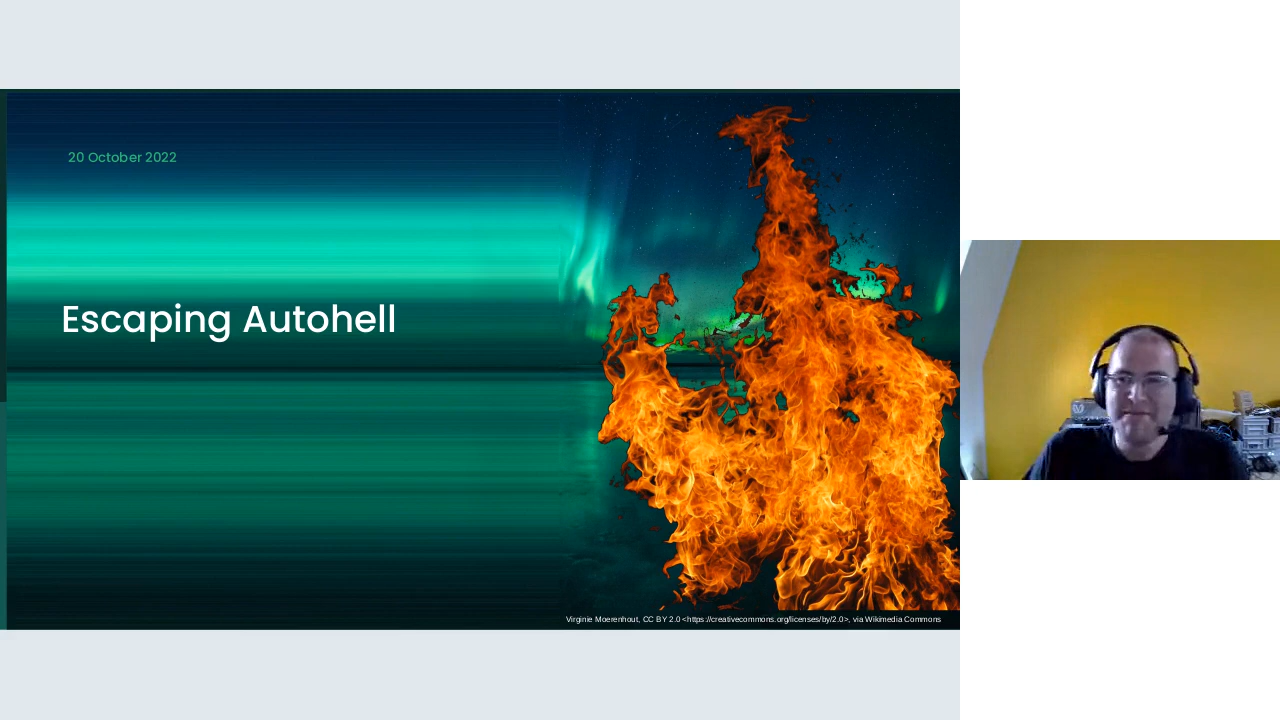 20 October 2022
Escaping Autohell
Virginie Moerenhout, CC BY 2.0 <https://creativecommons.org/licenses/by/2.0>, via Wikimedia Commons